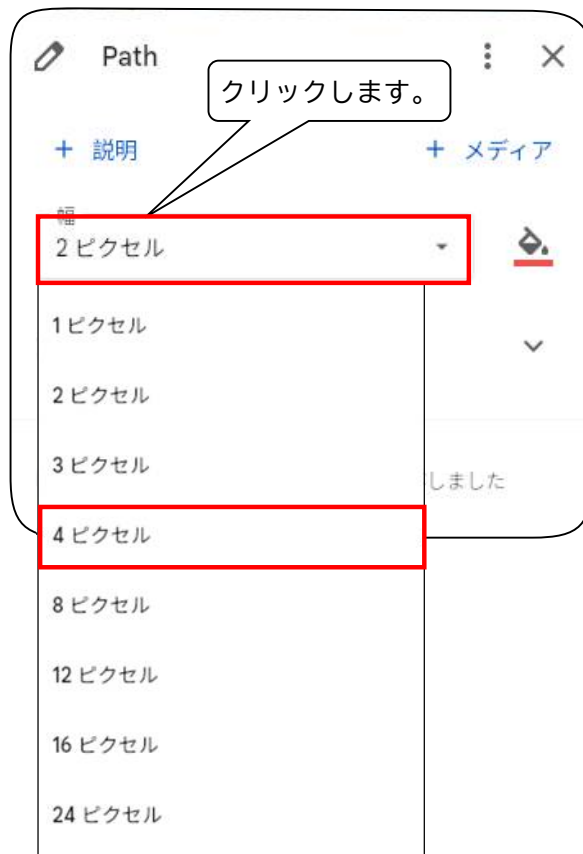 Path
クリックします。
+ 説明
+ メディア
幅
2 ピクセル
1 ピクセル
2 ピクセル
3 ピクセル
しました
4 ピクセル
8 ピクセル
12 ピクセル
16 ピクセル
24 ピクセル